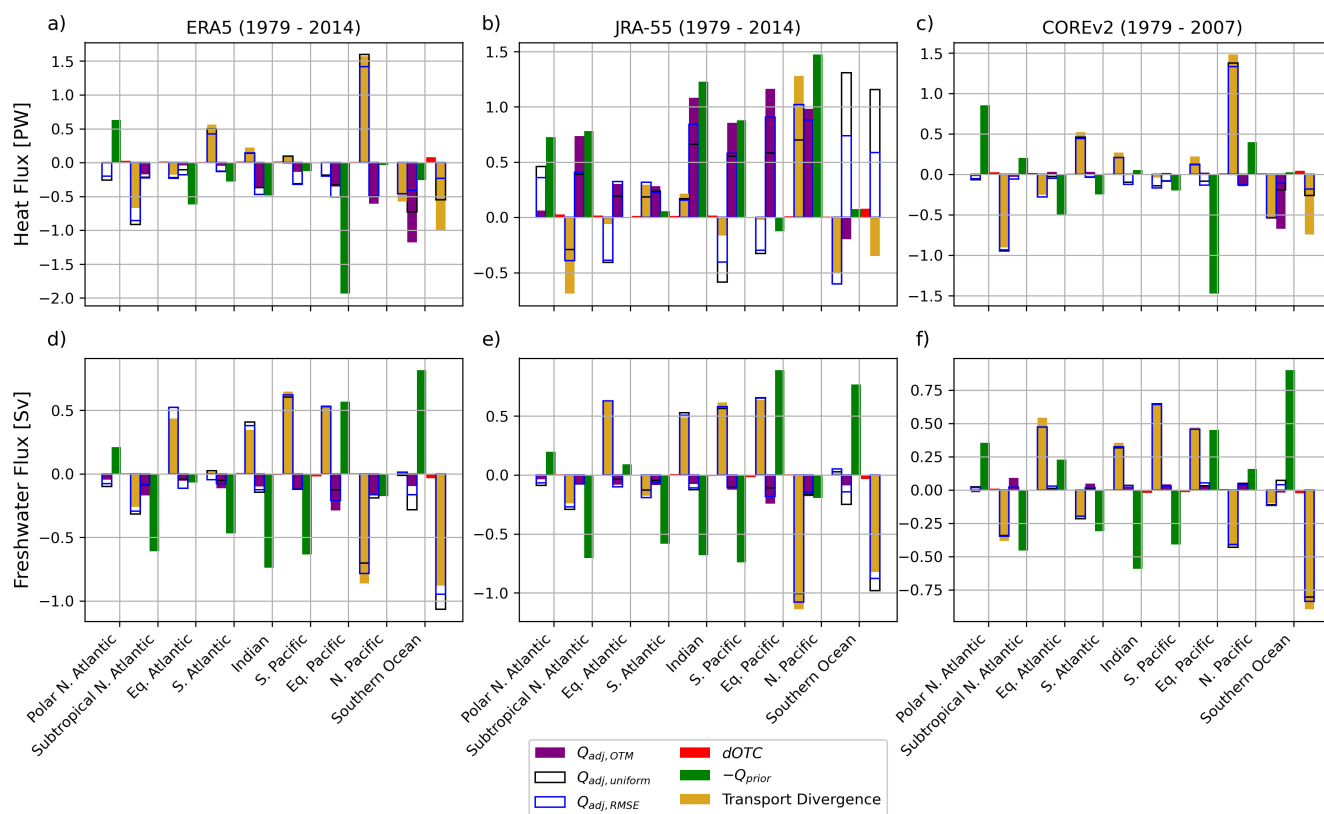 a) ERA5 (1979 - 2014)
b) JRA-55 (1979 - 2014)
c) COREv2 (1979 - 2007)
Heat Flux [PW]
1.5
1.0
0.5
0.0
−0.5
−1.0
−1.5
−2.0
1.5
1.0
0.5
0.0
−0.5
1.5
1.0
0.5
0.0
−0.5
−1.0
−1.5
d)
e)
f)
Freshwater Flux [Sv]
0.5
0.0
−0.5
−1.0
0.5
0.0
−0.5
−1.0
0.75
0.50
0.25
0.00
−0.25
−0.50
−0.75
Polar N. Atlantic
Subtropical N. Atlantic
Eq. Atlantic
S. Atlantic
Indian
S. Pacific
Eq. Pacific
N. Pacific
Southern Ocean
Polar N. Atlantic
Subtropical N. Atlantic
Eq. Atlantic
S. Atlantic
Indian
S. Pacific
Eq. Pacific
N. Pacific
Southern Ocean
Polar N. Atlantic
Subtropical N. Atlantic
Eq. Atlantic
S. Atlantic
Indian
S. Pacific
Eq. Pacific
N. Pacific
Southern Ocean
Qadj, OTM
Qadj, uniform
Qadj, RMSE
dOTC
−Qprior
Transport Divergence